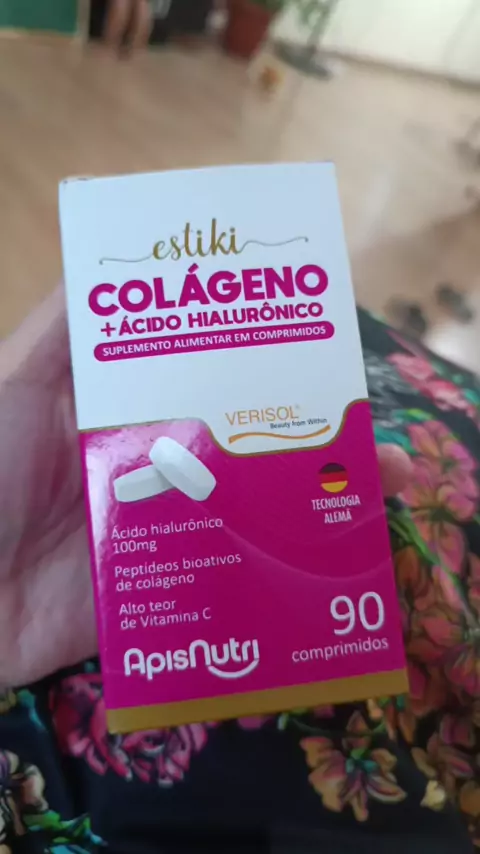 estiki
COLÁGENO
+ÁCIDO HIALURÔNICO
SUPLEMENTO ALIMENTAR EM COMPRIMIDOS
VERISOL®
Beauty from Within
TECNOLOGIA
ALEMÃ
Ácido hialurônico
100mg
Peptídeos bioativos
de colágeno
Alto teor
de Vitamina C
ApisNutri
90
comprimidos